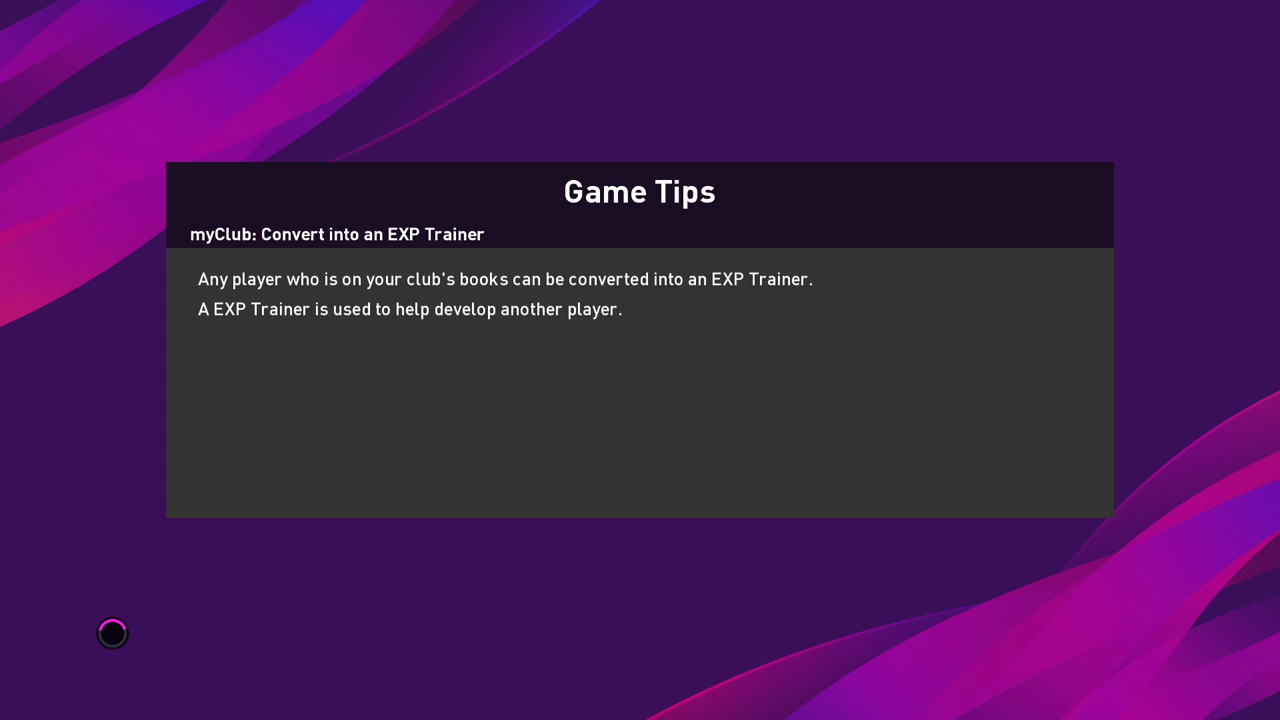 Game Tips
myClub: Convert into an EXP Trainer
Any player who is on your club's books can be converted into an EXP Trainer.
A EXP Trainer is used to help develop another player.